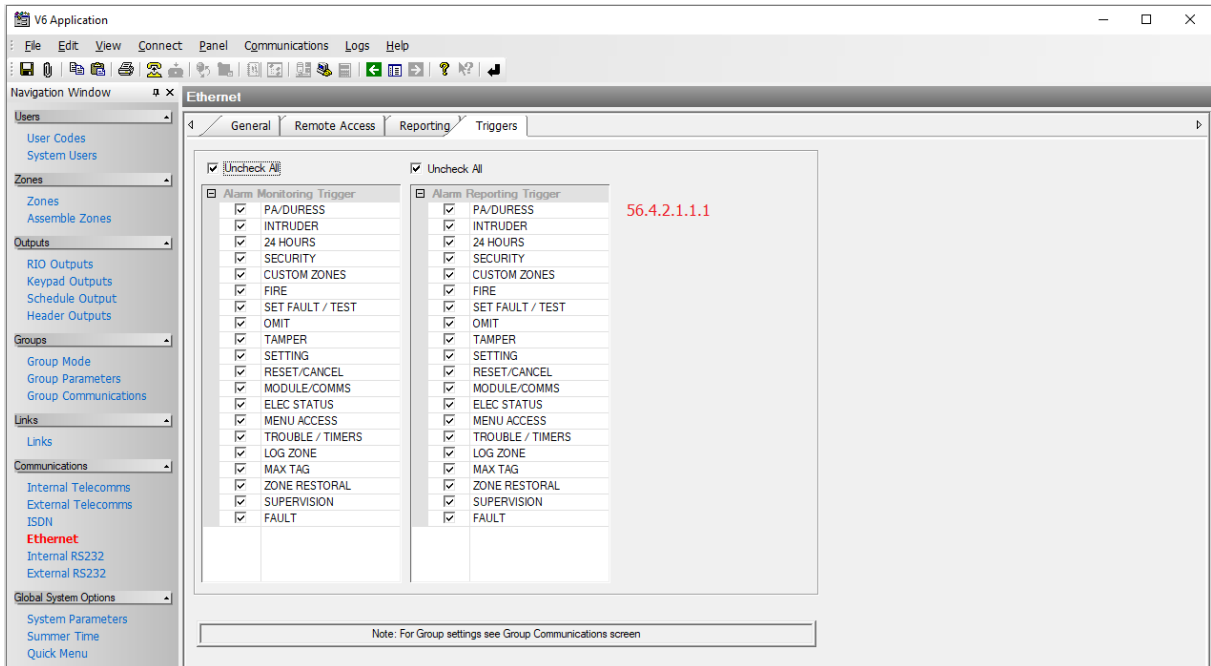 V6 Application
File Edit View Connect Panel Communications Logs Help
Navigation Window
Ethernet
Users
User Codes
System Users
Zones
Zones
Assemble Zones
Outputs
RIO Outputs
Keypad Outputs
Schedule Output
Header Outputs
Groups
Group Mode
Group Parameters
Group Communications
Links
Links
Communications
Internal Telecomms
External Telecomms
ISDN
Ethernet
Internal RS232
External RS232
Global System Options
System Parameters
Summer Time
Quick Menu
General Remote Access Reporting Triggers
Uncheck All
Alarm Monitoring Trigger
PA/DURESS
INTRUDER
24 HOURS
SECURITY
CUSTOM ZONES
FIRE
SET FAULT / TEST
OMIT
TAMPER
SETTING
RESET/CANCEL
MODULE/COMMS
ELEC STATUS
MENU ACCESS
TROUBLE / TIMERS
LOG ZONE
MAX TAG
ZONE RESTORAL
SUPERVISION
FAULT
Uncheck All
Alarm Reporting Trigger
PA/DURESS
INTRUDER
24 HOURS
SECURITY
CUSTOM ZONES
FIRE
SET FAULT / TEST
OMIT
TAMPER
SETTING
RESET/CANCEL
MODULE/COMMS
ELEC STATUS
MENU ACCESS
TROUBLE / TIMERS
LOG ZONE
MAX TAG
ZONE RESTORAL
SUPERVISION
FAULT
56.4.2.1.1.1
Note: For Group settings see Group Communications screen